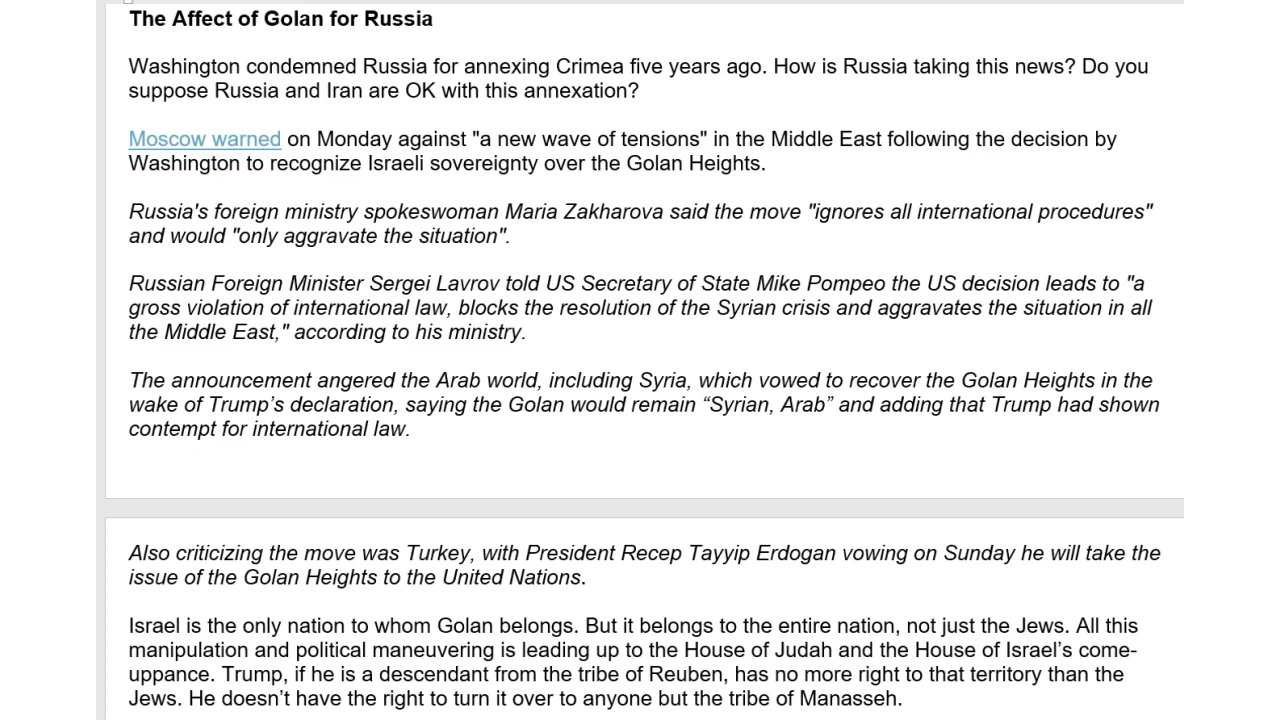 The Affect of Golan for Russia
Washington condemned Russia for annexing Crimea five years ago. How is Russia taking this news? Do you
suppose Russia and Iran are OK with this annexation?
Moscow warned on Monday against "a new wave of tensions" in the Middle East following the decision by
Washington to recognize Israeli sovereignty over the Golan Heights.
Russia's foreign ministry spokeswoman Maria Zakharova said the move "ignores all international procedures"
and would "only aggravate the situation".
Russian Foreign Minister Sergei Lavrov told US Secretary of State Mike Pompeo the US decision leads to "a
gross violation of international law, blocks the resolution of the Syrian crisis and aggravates the situation in all
the Middle East," according to his ministry.
The announcement angered the Arab world, including Syria, which vowed to recover the Golan Heights in the
wake of Trump’s declaration, saying the Golan would remain “Syrian, Arab” and adding that Trump had shown
contempt for international law.
Also criticizing the move was Turkey, with President Recep Tayyip Erdogan vowing on Sunday he will take the
issue of the Golan Heights to the United Nations.
Israel is the only nation to whom Golan belongs. But it belongs to the entire nation, not just the Jews. All this
manipulation and political maneuvering is leading up to the House of Judah and the House of Israel’s come-
uppance. Trump, if he is a descendant from the tribe of Reuben, has no more right to that territory than the
Jews. He doesn’t have the right to turn it over to anyone but the tribe of Manasseh.